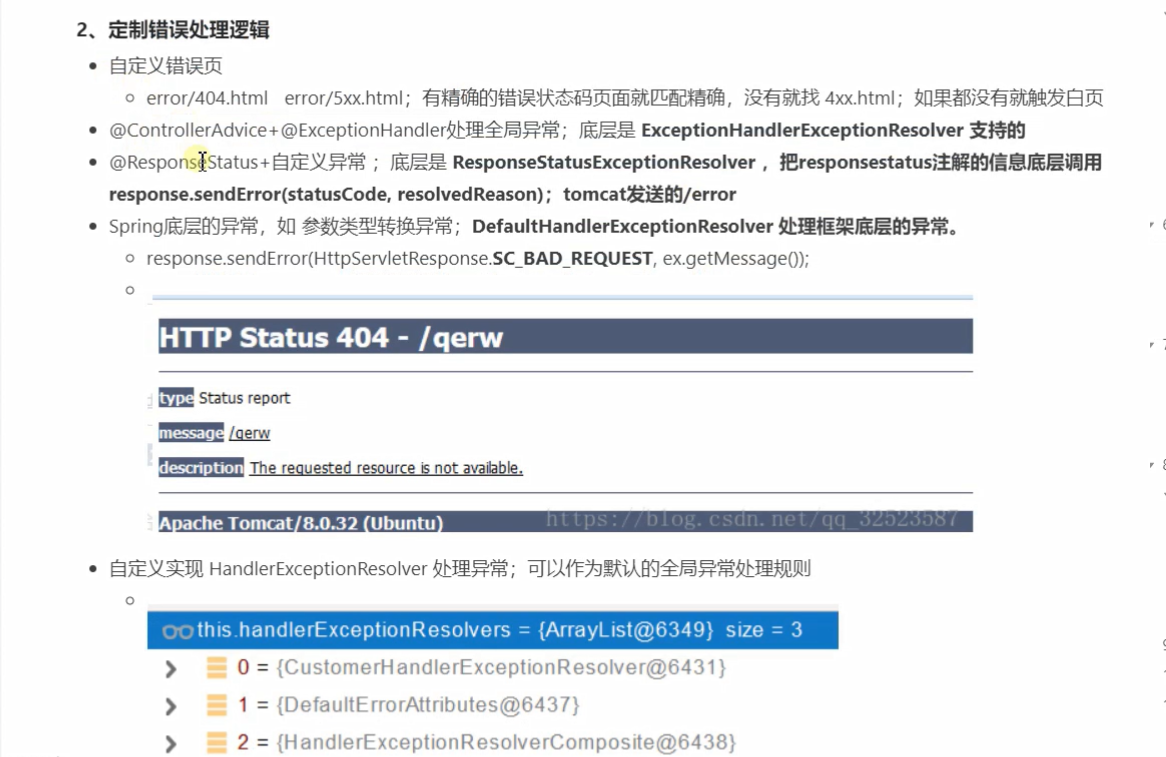 2、定制错误处理逻辑
自定义错误页
error/404.html error/5xx.html；有精确的错误状态码页面就匹配精确，没有就找 4xx.html；如果都没有就触发白页
@ControllerAdvice+@ExceptionHandler处理全局异常；底层是 ExceptionHandlerExceptionResolver 支持的
@ResponseStatus+自定义异常 ；底层是 ResponseStatusExceptionResolver ，把responsestatus注解的信息底层调用
response.sendError(statusCode, resolvedReason)；tomcat发送的/error
Spring底层的异常，如 参数类型转换异常；DefaultHandlerExceptionResolver 处理框架底层的异常。
response.sendError(HttpServletResponse.SC_BAD_REQUEST, ex.getMessage());
HTTP Status 404 - /qerw
type Status report
message /qerw
description The requested resource is not available.
Apache Tomcat/8.0.32 (Ubuntu)
https://blog.csdn.net/qq_32523587
自定义实现 HandlerExceptionResolver 处理异常；可以作为默认的全局异常处理规则
this.handlerExceptionResolvers = {ArrayList@6349} size = 3
0 = {CustomerHandlerExceptionResolver@6431}
1 = {DefaultErrorAttributes@6437}
2 = {HandlerExceptionResolverComposite@6438}